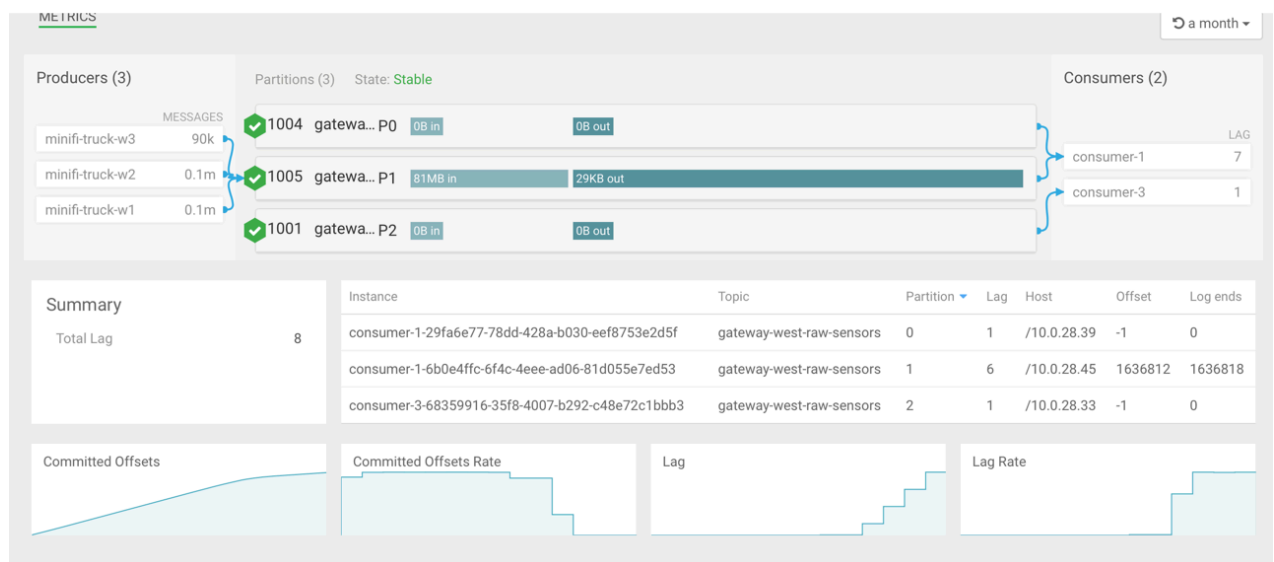 METRICS
a month
Producers (3)
Partitions (3) State: Stable
Consumers (2)
MESSAGES
minifi-truck-w3 90k
minifi-truck-w2 0.1m
minifi-truck-w1 0.1m
1004 gatewa... P0 0B in 0B out
1005 gatewa... P1 81MB in 29KB out
1001 gatewa... P2 0B in 0B out
LAG
consumer-1 7
consumer-3 1
Summary
Total Lag 8
Instance Topic Partition Lag Host Offset Log ends
consumer-1-29fa6e77-78dd-428a-b030-eef8753e2d5f gateway-west-raw-sensors 0 1 /10.0.28.39 -1 0
consumer-1-6b0e4ffc-6f4c-4eee-ad06-81d055e7ed53 gateway-west-raw-sensors 1 6 /10.0.28.45 1636812 1636818
consumer-3-68359916-35f8-4007-b292-c48e72c1bbb3 gateway-west-raw-sensors 2 1 /10.0.28.33 -1 0
Committed Offsets
Committed Offsets Rate
Lag
Lag Rate